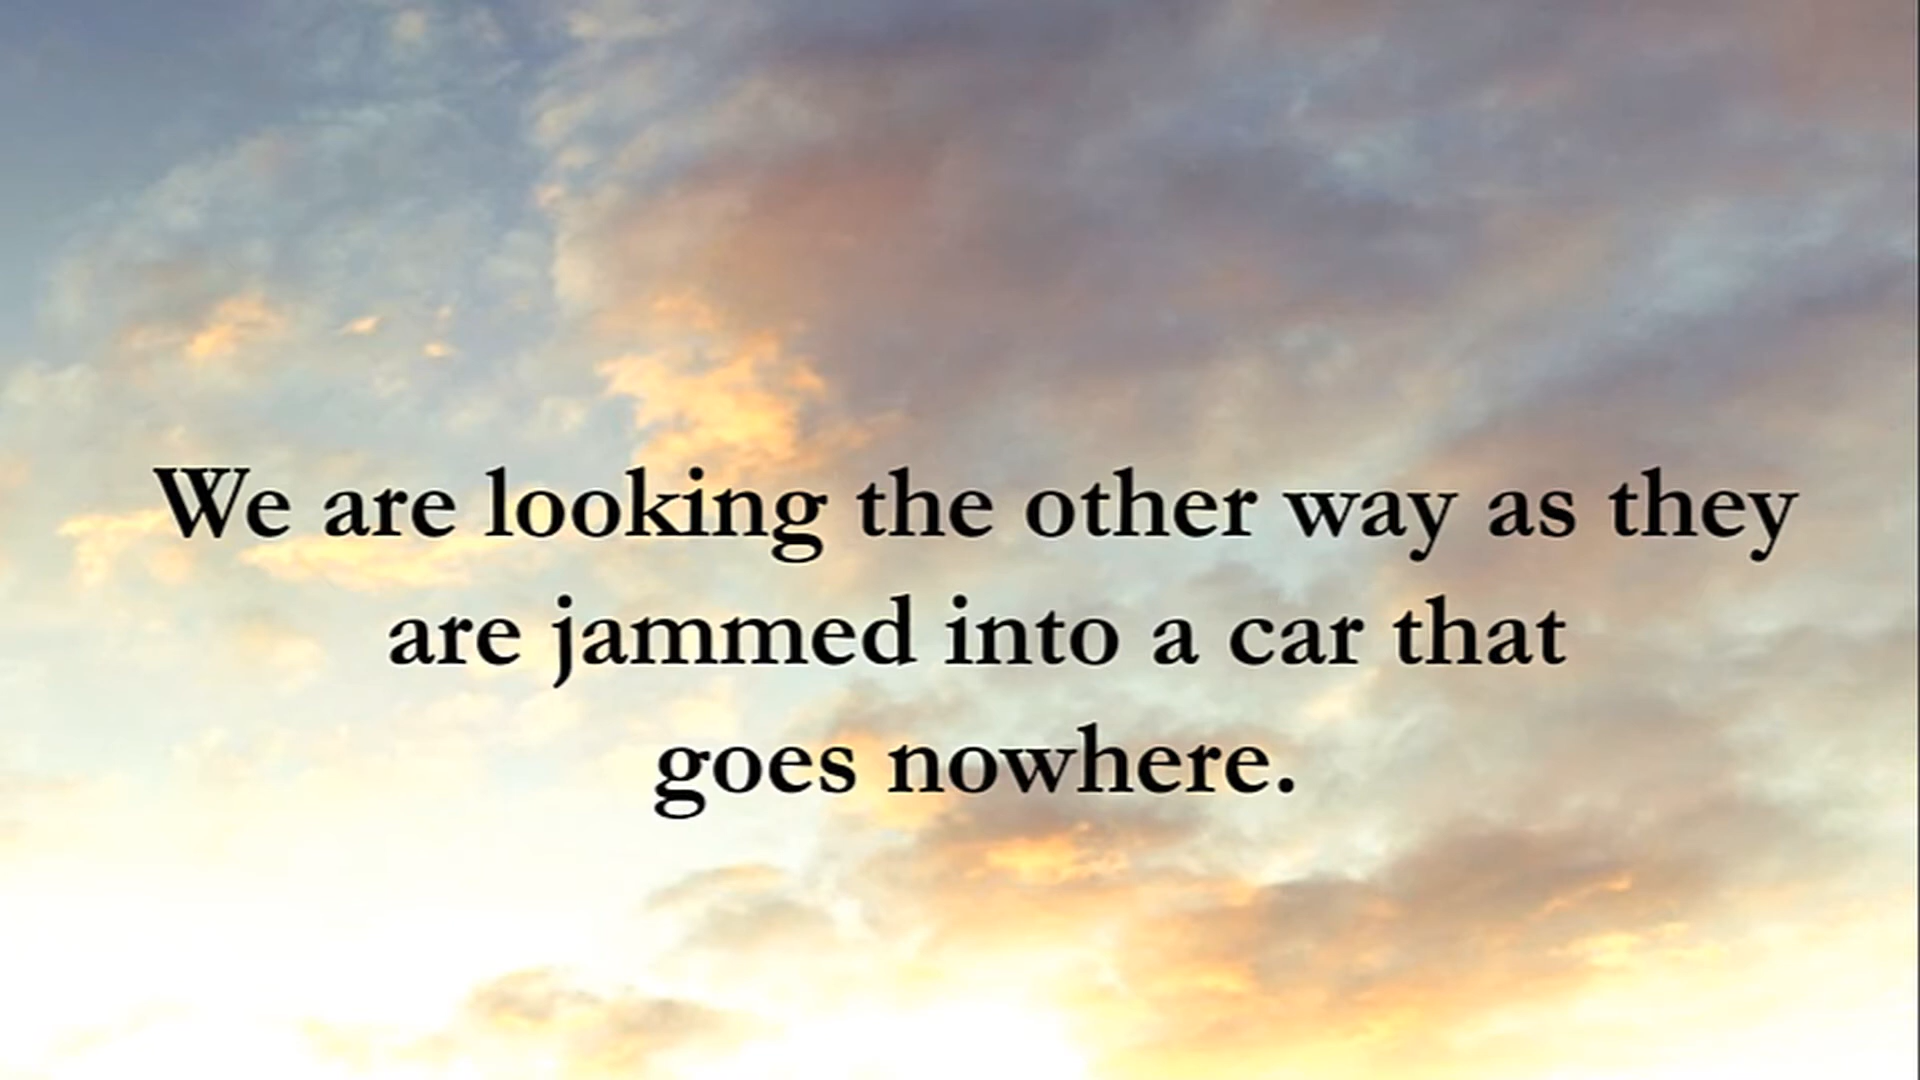 We are looking the other way as they
are jammed into a car that
goes nowhere.